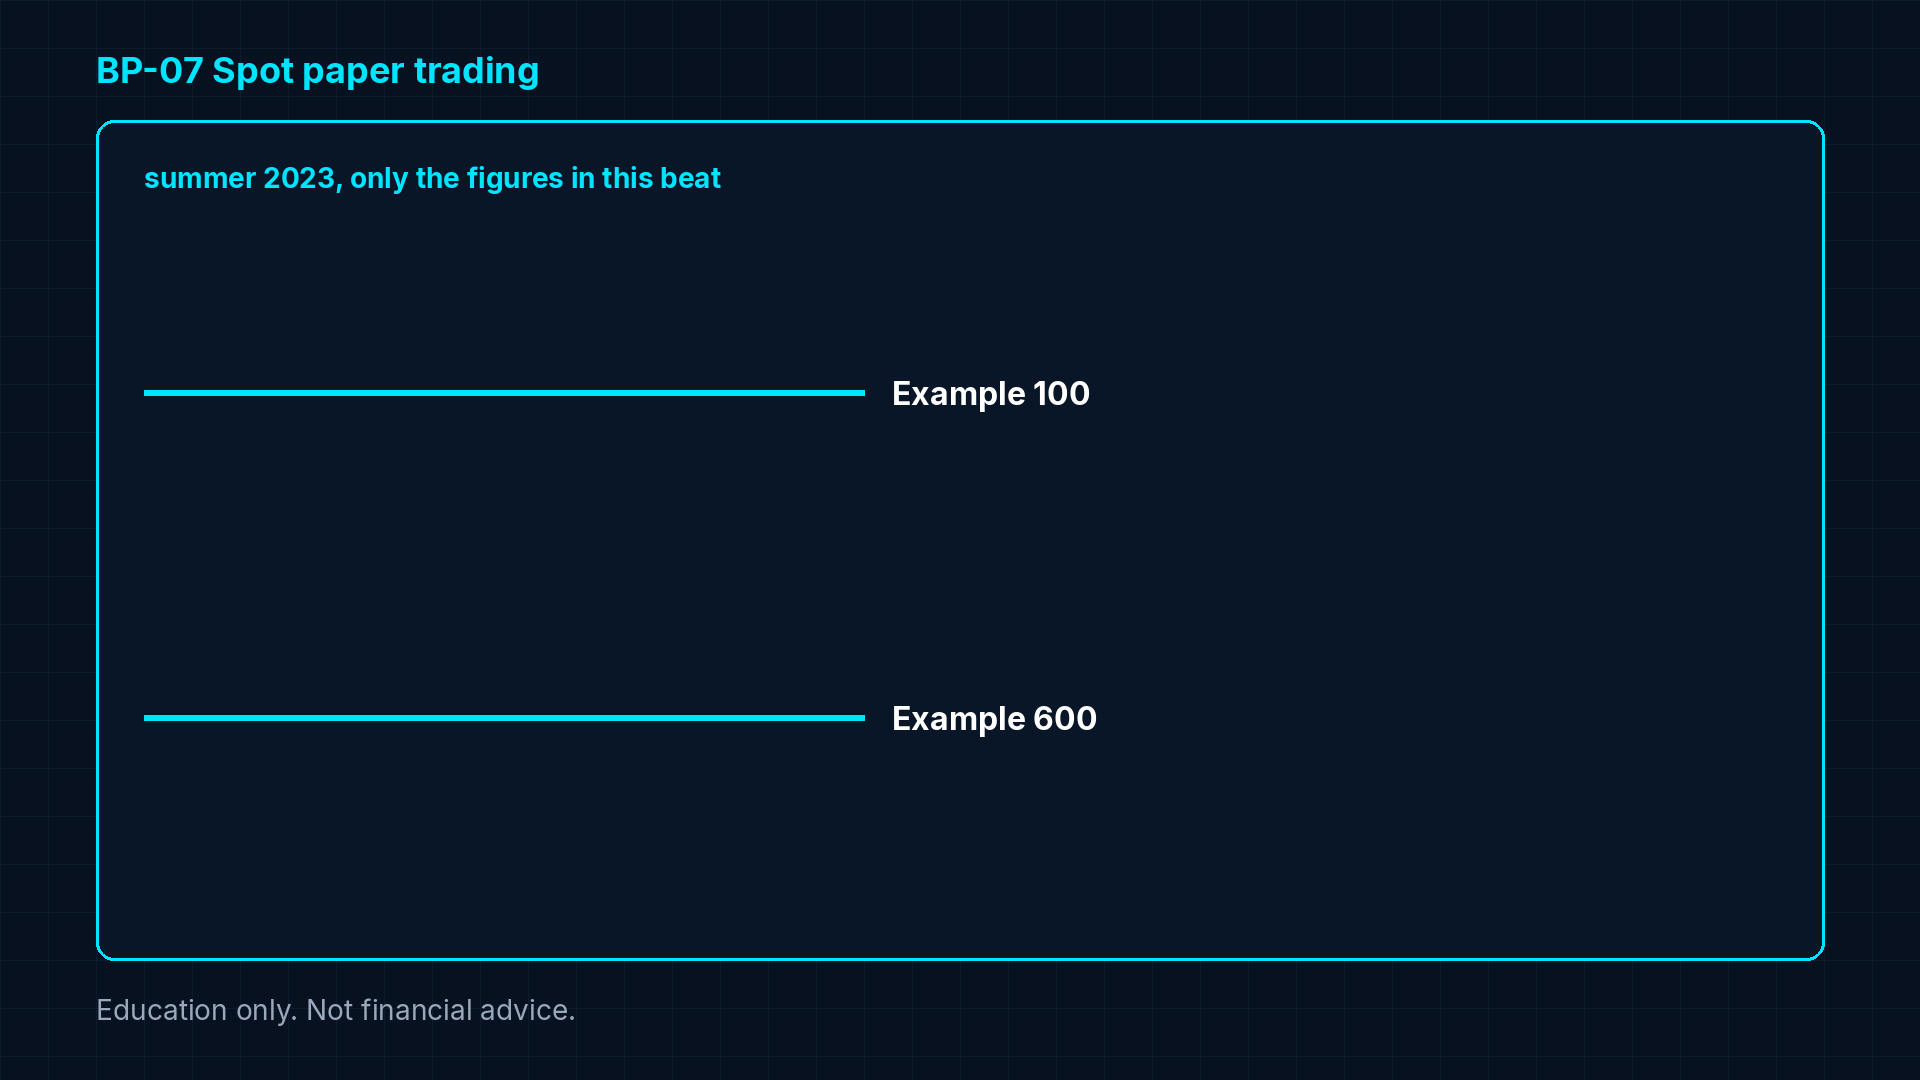 BP-07 Spot paper trading
summer 2023, only the figures in this beat
Example 100
Example 600
Education only. Not financial advice.